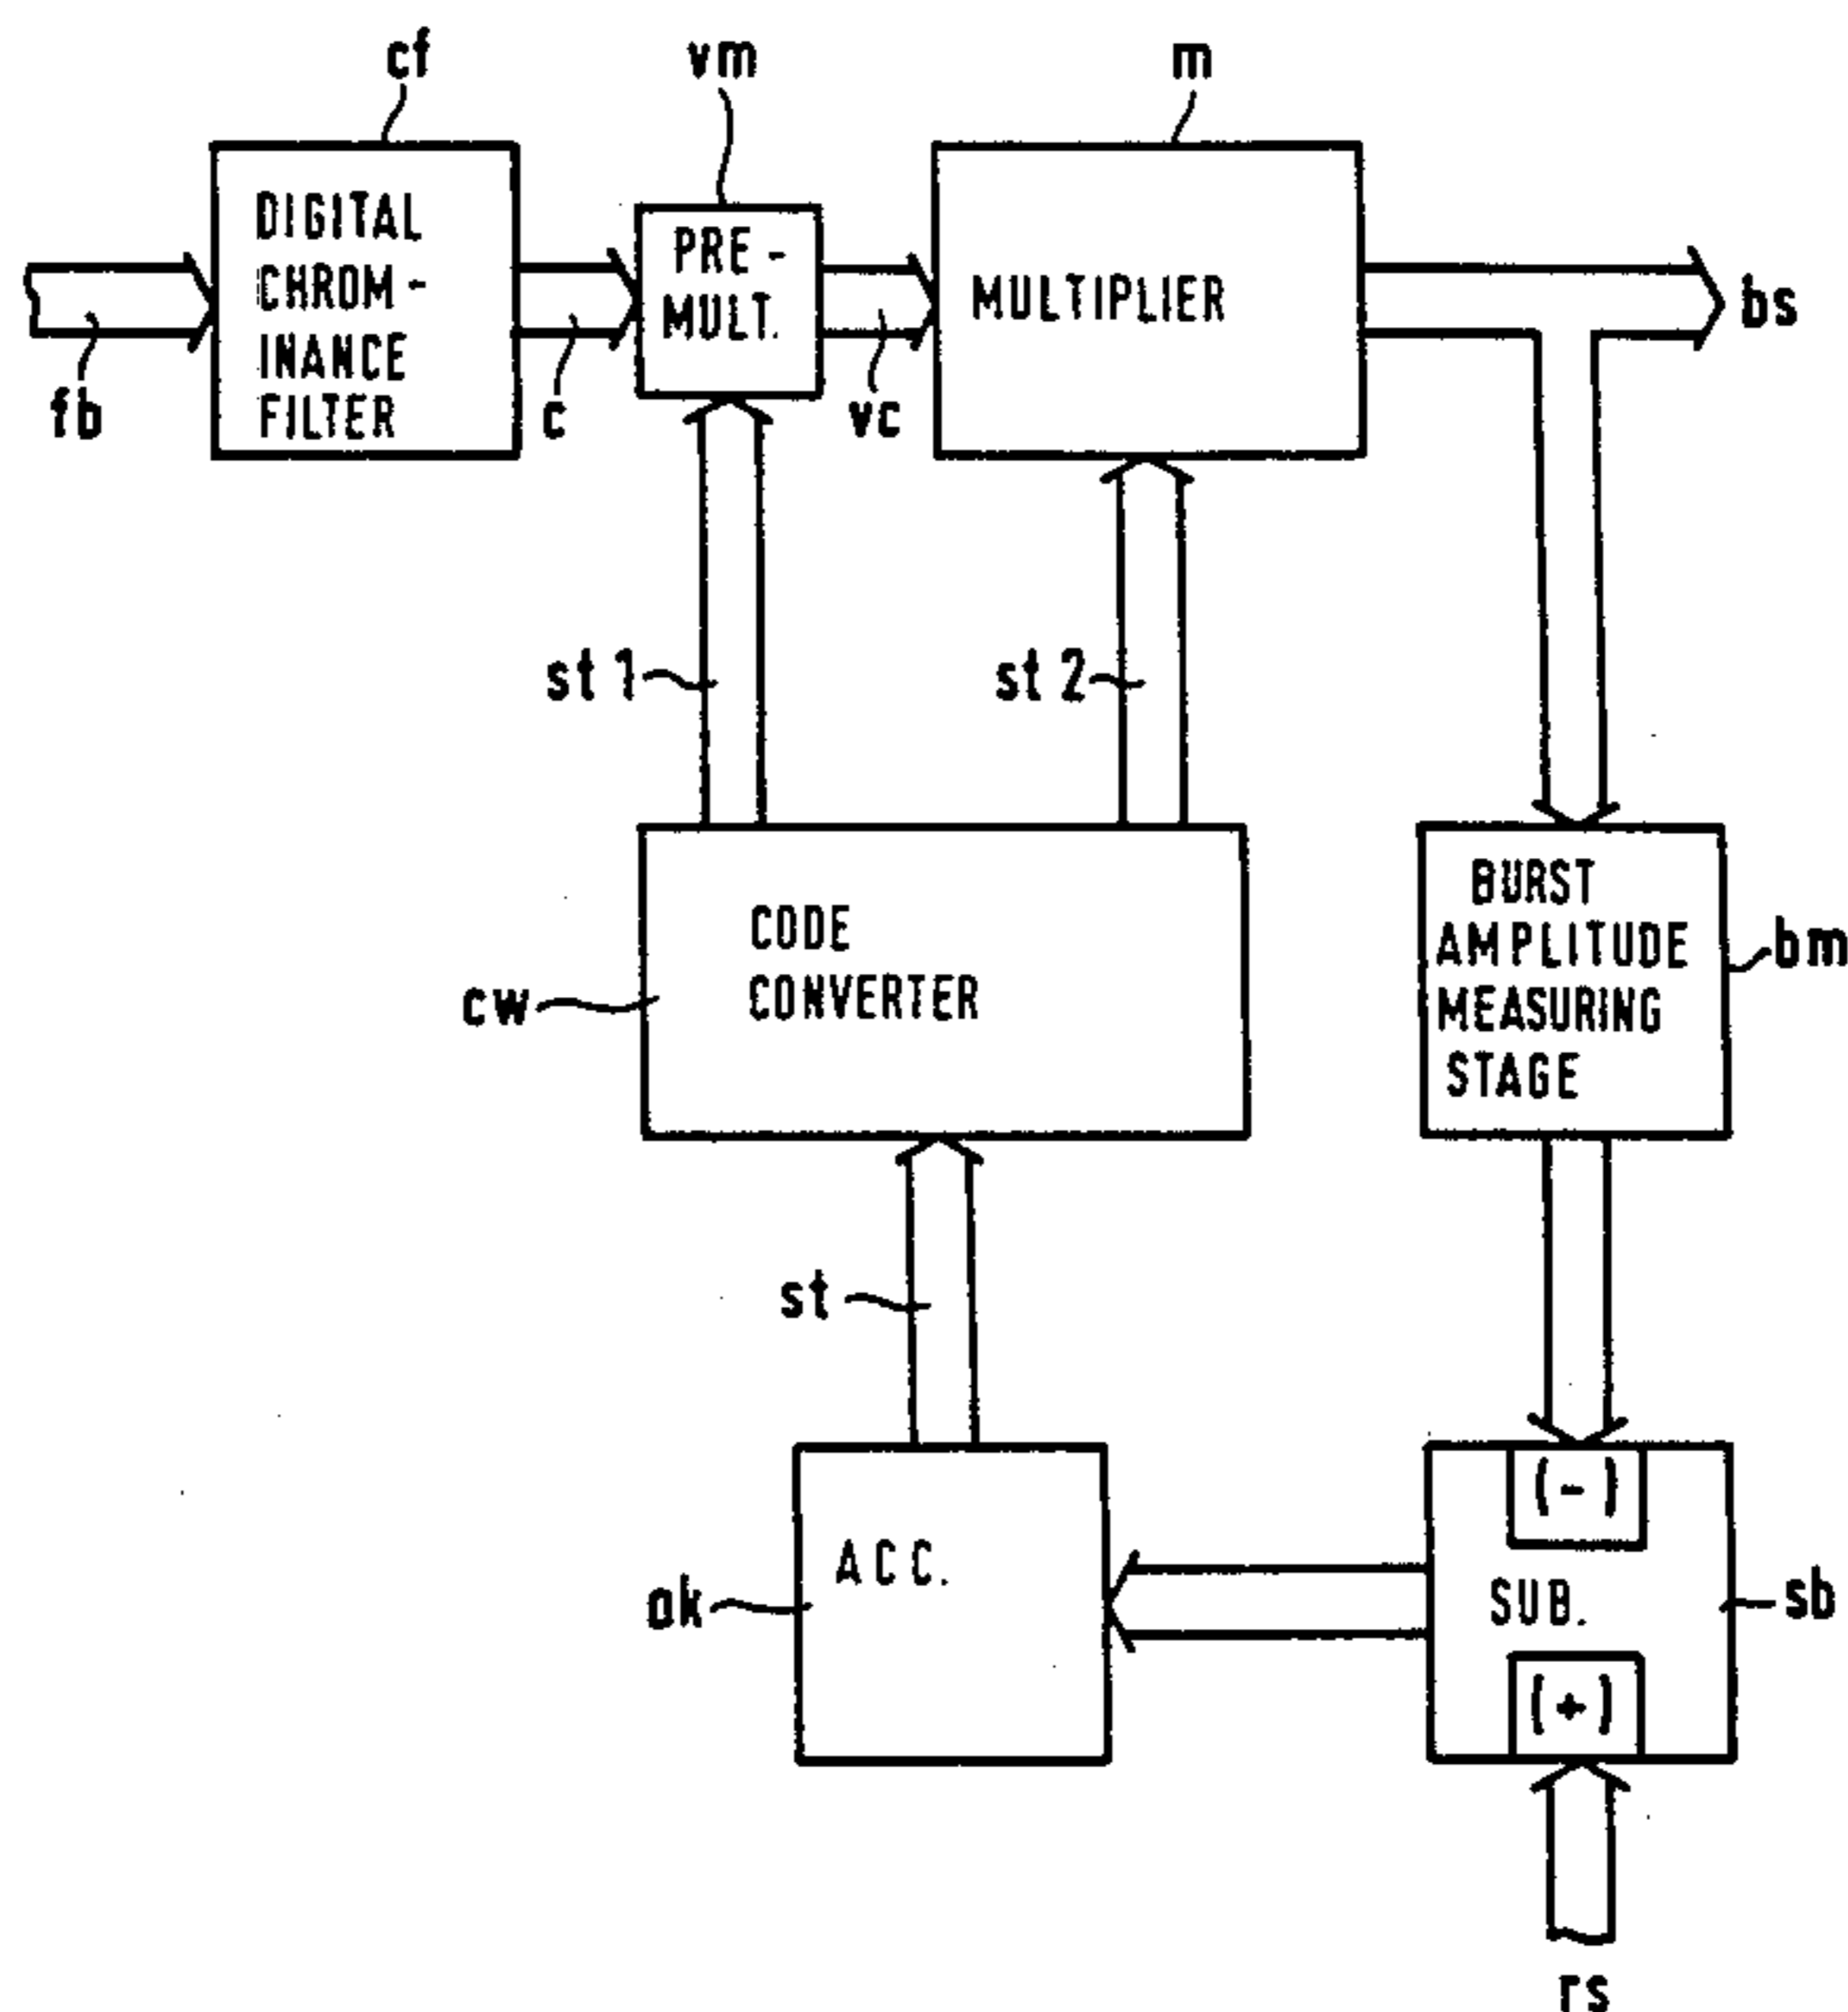 cf
vm
m
DIGITAL
CHROM-
INANCE
FILTER
PRE-
MULT.
MULTIPLIER
bs
fb
c
vc
st 1
st 2
CODE
CONVERTER
cw
BURST
AMPLITUDE
MEASURING
STAGE
bm
st
ACC.
ak
(-)
SUB.
(+)
sb
rs